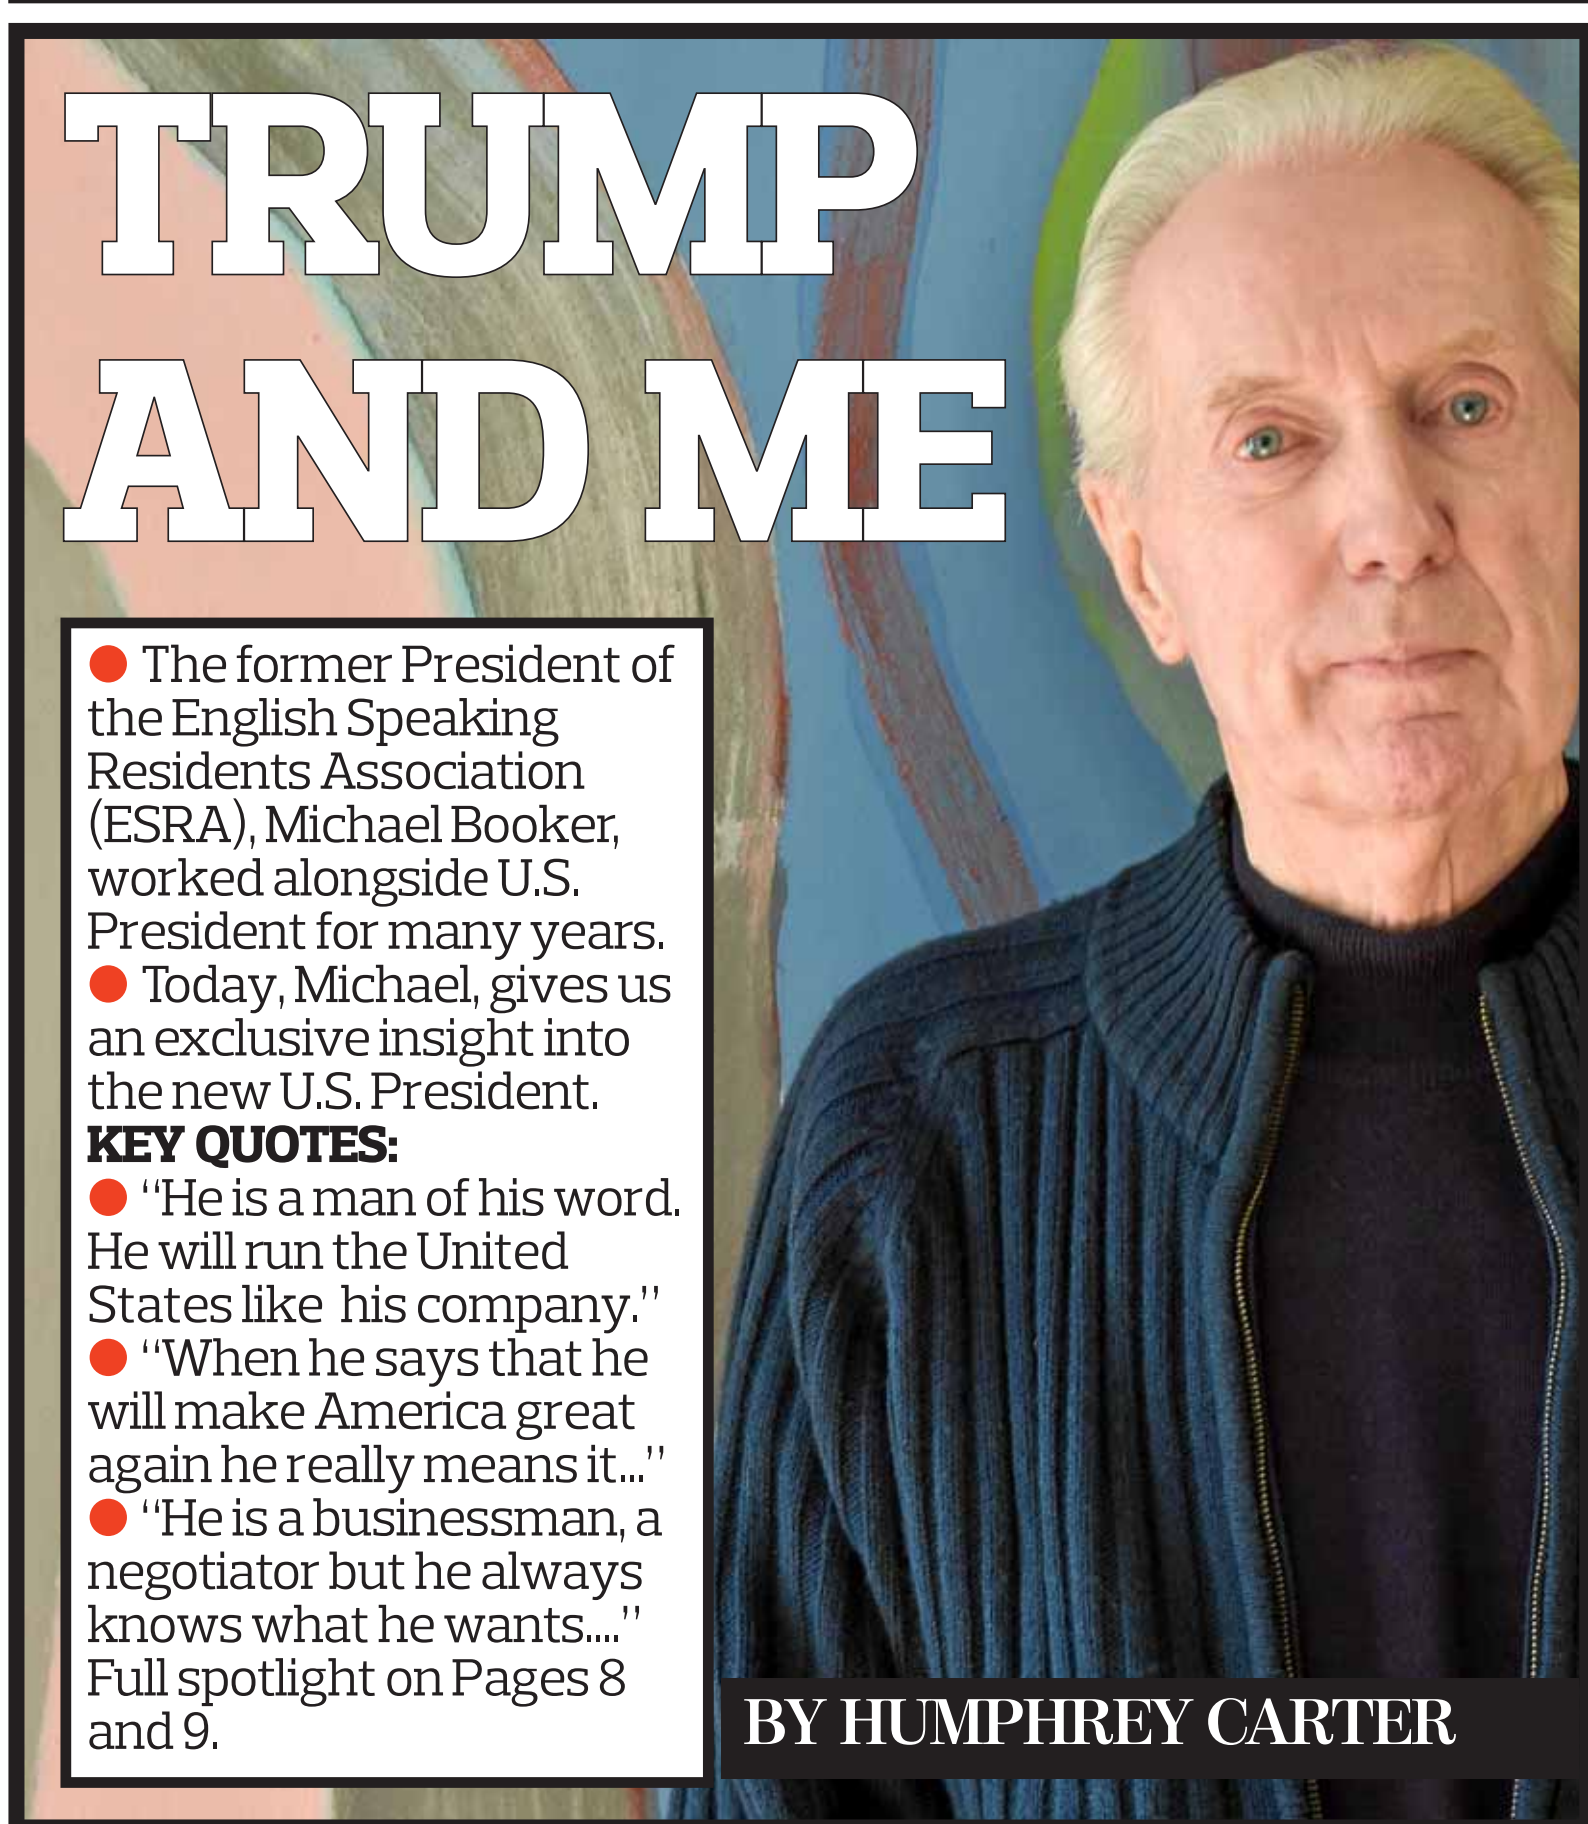 TRUMP
AND ME
● The former President of
the English Speaking
Residents Association
(ESRA), Michael Booker,
worked alongside U.S.
President for many years.
● Today, Michael, gives us
an exclusive insight into
the new U.S. President.
KEY QUOTES:
● “He is a man of his word.
He will run the United
States like his company.”
● “When he says that he
will make America great
again he really means it...”
● “He is a businessman, a
negotiator but he always
knows what he wants....”
Full spotlight on Pages 8
and 9.
BY HUMPHREY CARTER